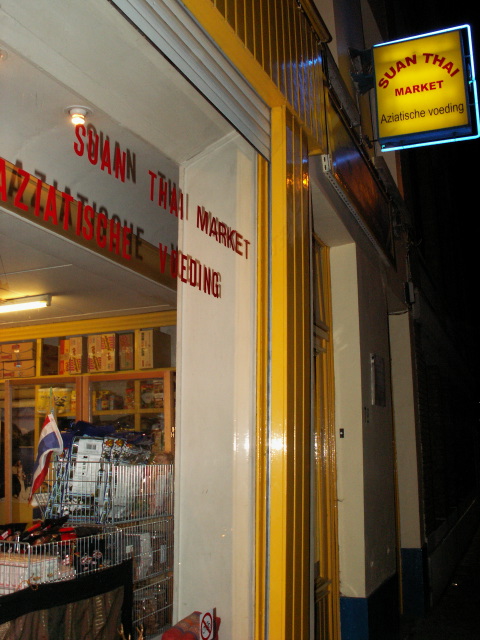 SUAN THAI
MARKET
Aziatische voeding
SUAN THAI MARKET
AZIATISCHE VOEDING